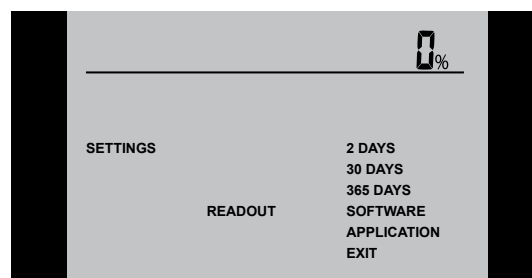 0%
SETTINGS 2 DAYS
30 DAYS
365 DAYS
READOUT SOFTWARE
APPLICATION
EXIT